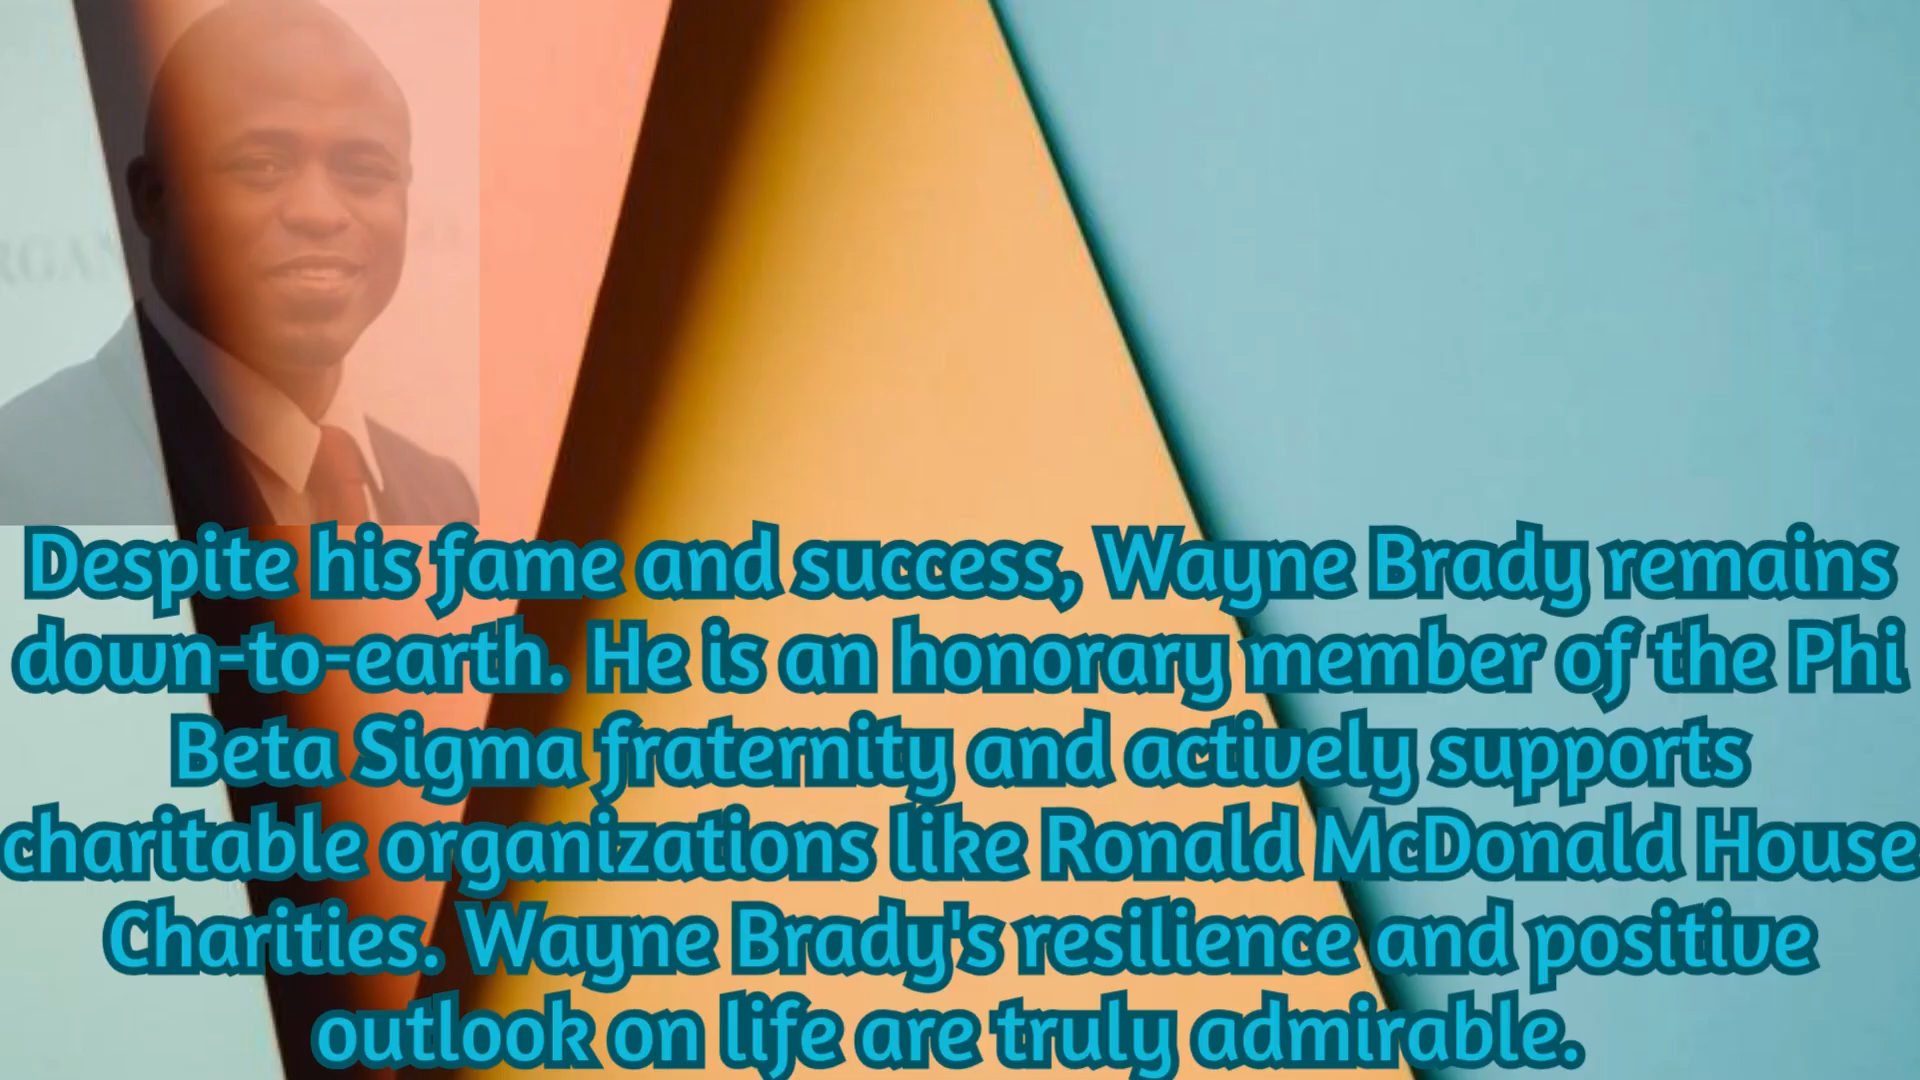 RGAN
Despite his fame and success, Wayne Brady remains
down-to-earth. He is an honorary member of the Phi
Beta Sigma fraternity and actively supports
charitable organizations like Ronald McDonald House
Charities. Wayne Brady's resilience and positive
outlook on life are truly admirable.